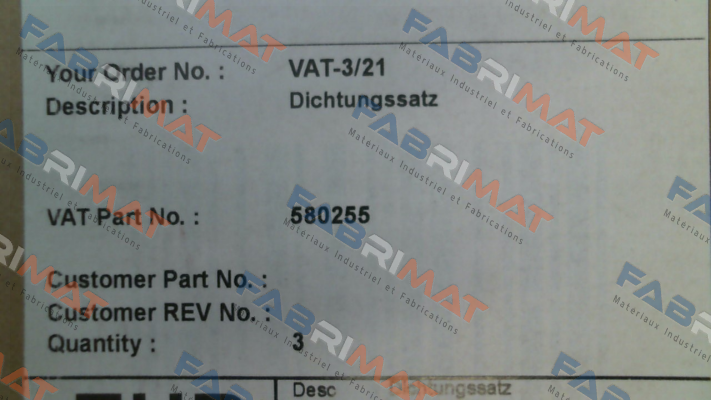 Your Order No. : VAT-3/21
Description : Dichtungssatz
VAT Part No. : 580255
Customer Part No. :
Customer REV No. :
Quantity : 3
Desc Dichtungssatz
FABRIMAT
Matériaux Industriel et Fabrications